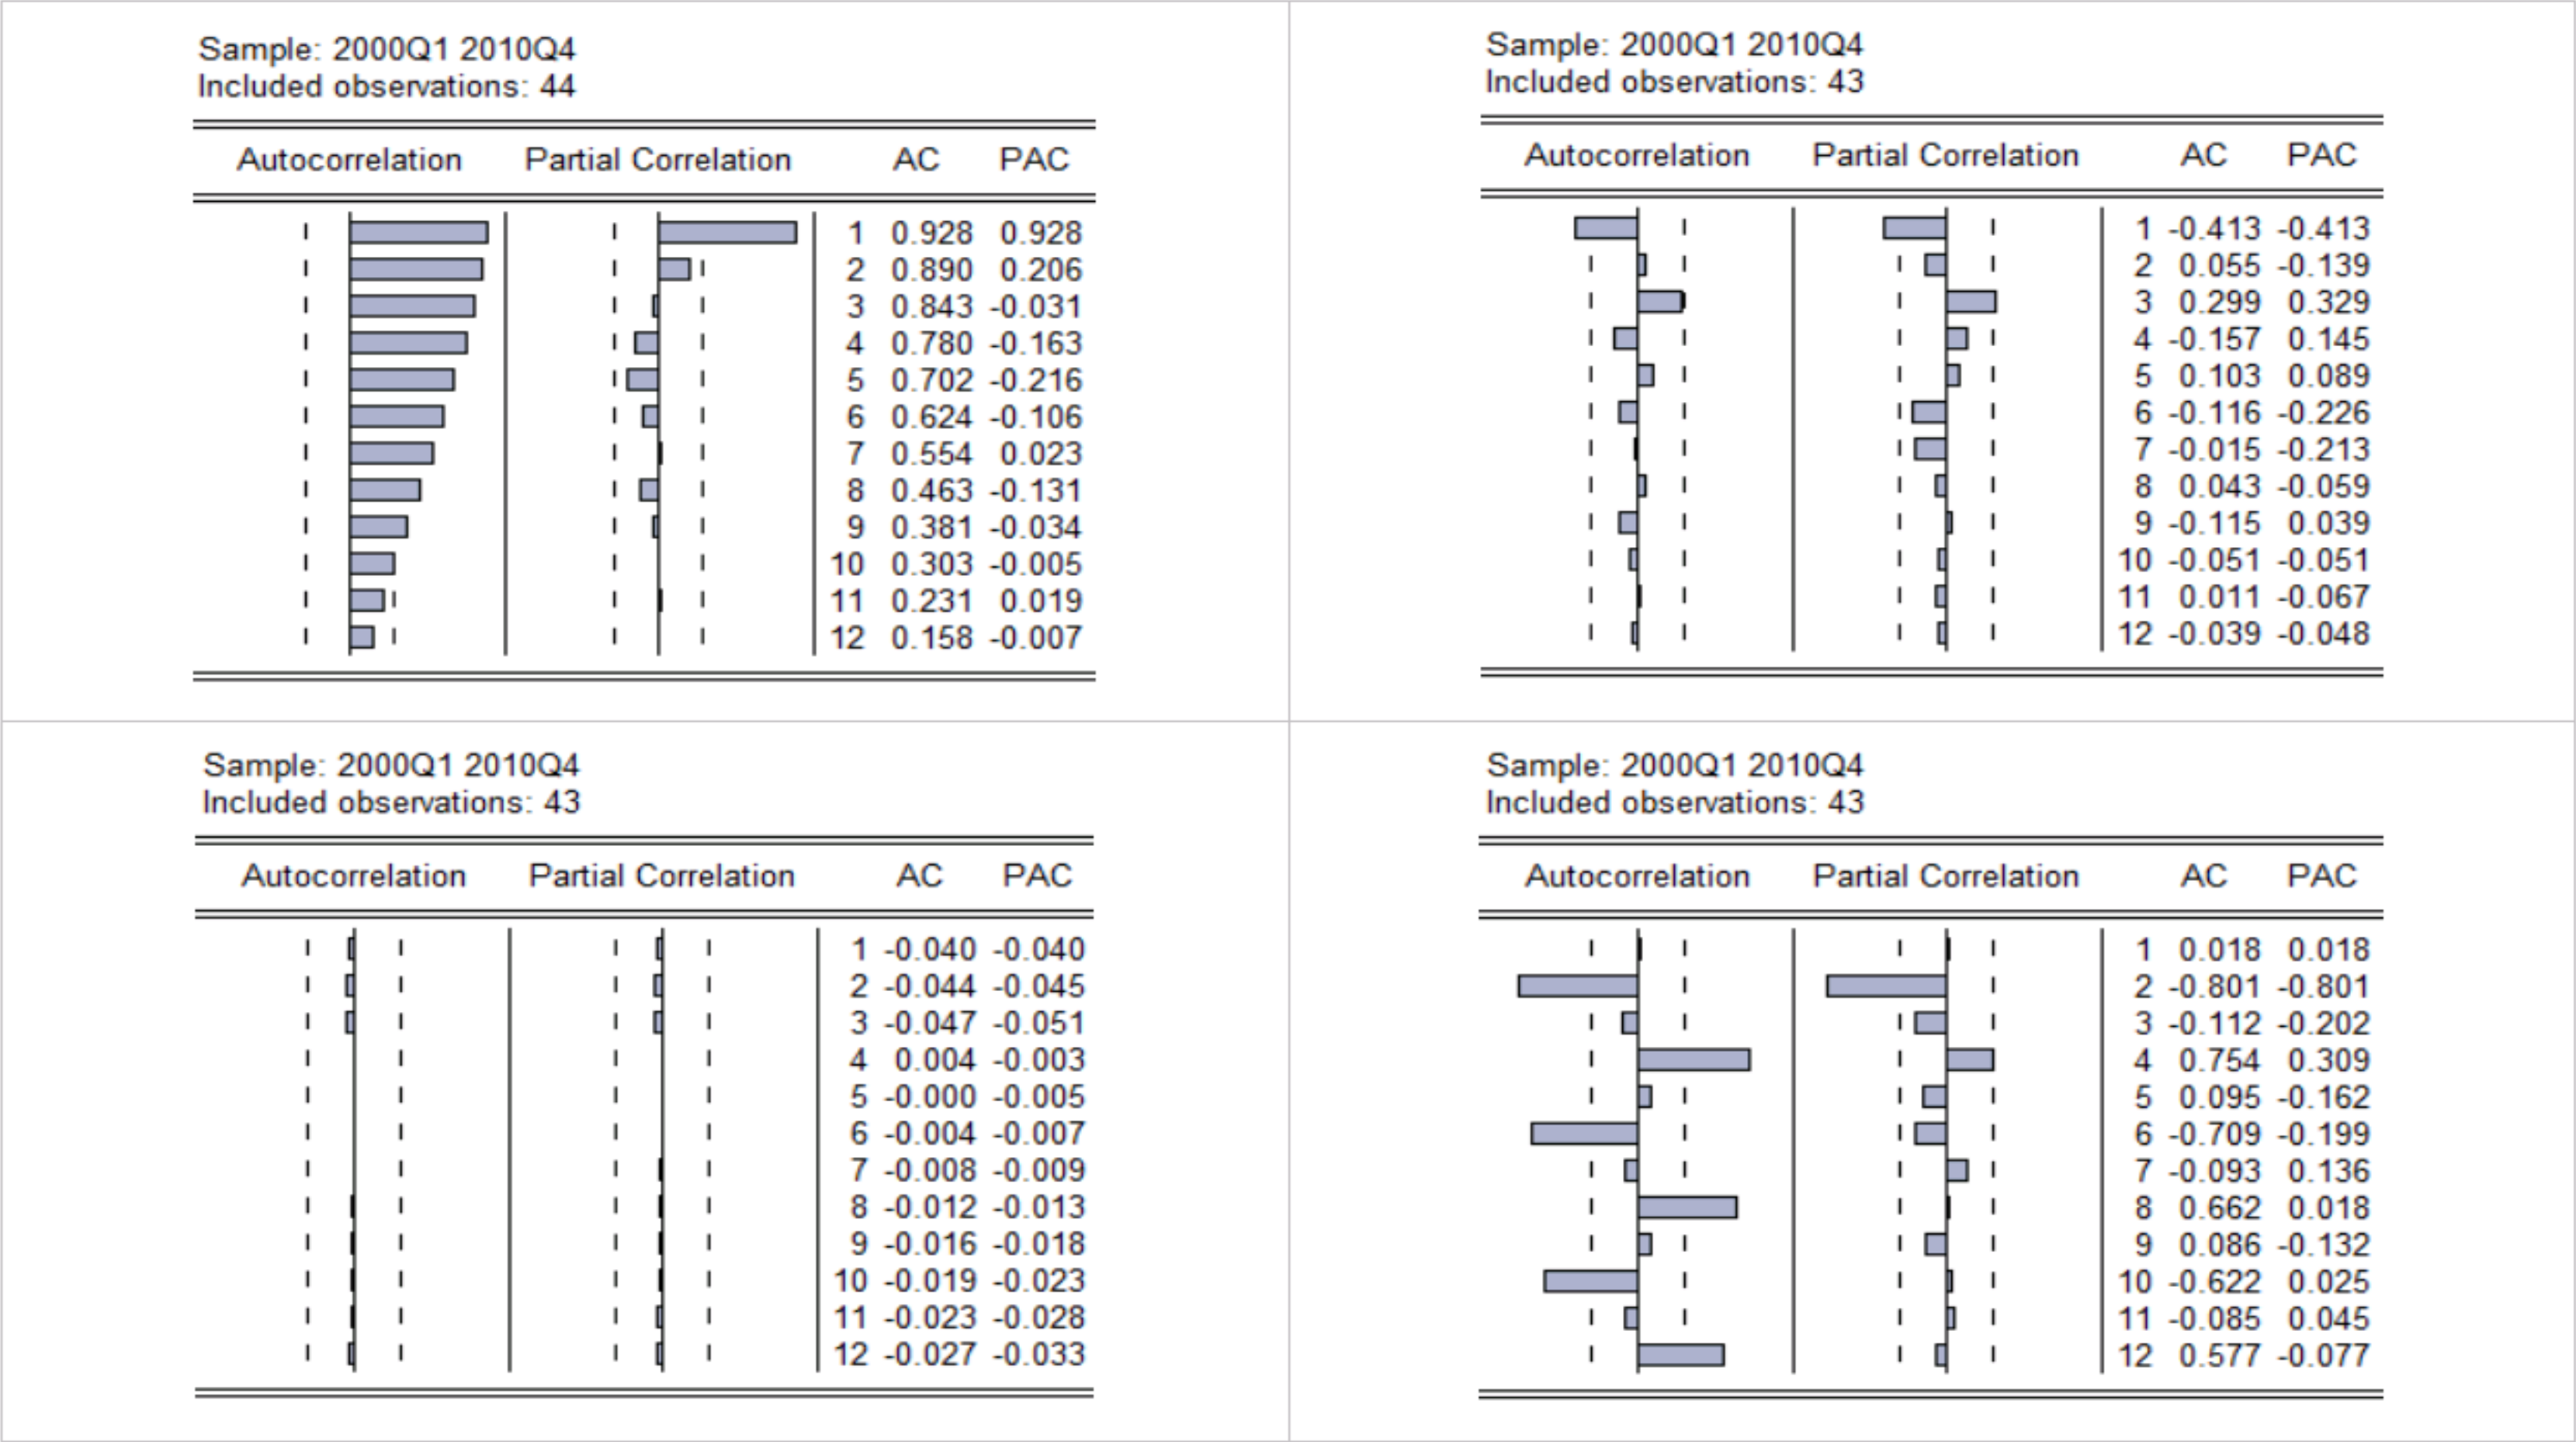 Sample: 2000Q1 2010Q4
Included observations: 44
Autocorrelation Partial Correlation AC PAC
1 0.928 0.928
2 0.890 0.206
3 0.843 -0.031
4 0.780 -0.163
5 0.702 -0.216
6 0.624 -0.106
7 0.554 0.023
8 0.463 -0.131
9 0.381 -0.034
10 0.303 -0.005
11 0.231 0.019
12 0.158 -0.007
Sample: 2000Q1 2010Q4
Included observations: 43
Autocorrelation Partial Correlation AC PAC
1 -0.413 -0.413
2 0.055 -0.139
3 0.299 0.329
4 -0.157 0.145
5 0.103 0.089
6 -0.116 -0.226
7 -0.015 -0.213
8 0.043 -0.059
9 -0.115 0.039
10 -0.051 -0.051
11 0.011 -0.067
12 -0.039 -0.048
Sample: 2000Q1 2010Q4
Included observations: 43
Autocorrelation Partial Correlation AC PAC
1 -0.040 -0.040
2 -0.044 -0.045
3 -0.047 -0.051
4 0.004 -0.003
5 -0.000 -0.005
6 -0.004 -0.007
7 -0.008 -0.009
8 -0.012 -0.013
9 -0.016 -0.018
10 -0.019 -0.023
11 -0.023 -0.028
12 -0.027 -0.033
Sample: 2000Q1 2010Q4
Included observations: 43
Autocorrelation Partial Correlation AC PAC
1 0.018 0.018
2 -0.801 -0.801
3 -0.112 -0.202
4 0.754 0.309
5 0.095 -0.162
6 -0.709 -0.199
7 -0.093 0.136
8 0.662 0.018
9 0.086 -0.132
10 -0.622 0.025
11 -0.085 0.045
12 0.577 -0.077